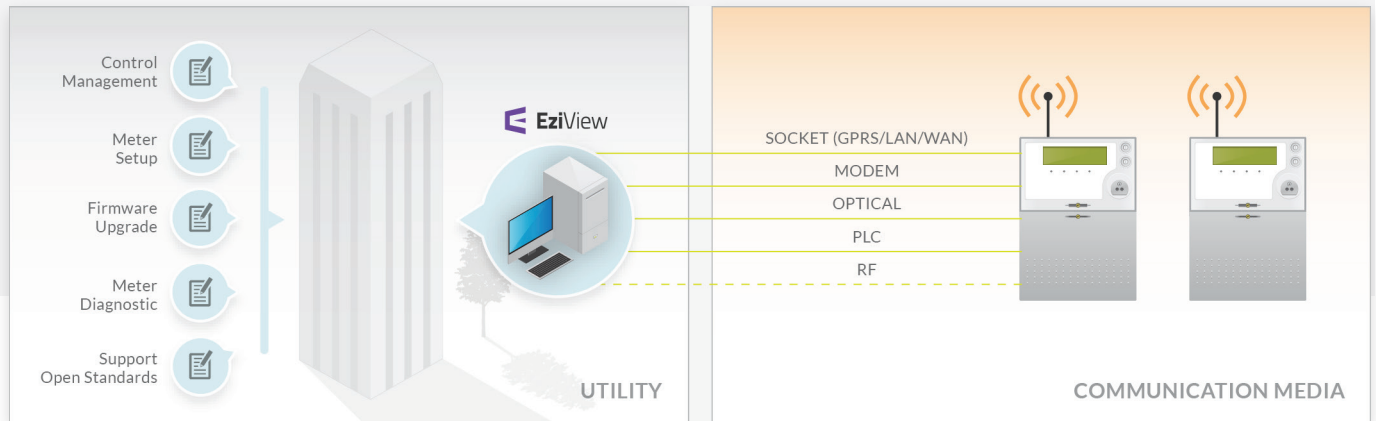 Control
Management
Meter
Setup
Firmware
Upgrade
Meter
Diagnostic
Support
Open Standards
EziView
UTILITY
SOCKET (GPRS/LAN/WAN)
MODEM
OPTICAL
PLC
RF
COMMUNICATION MEDIA